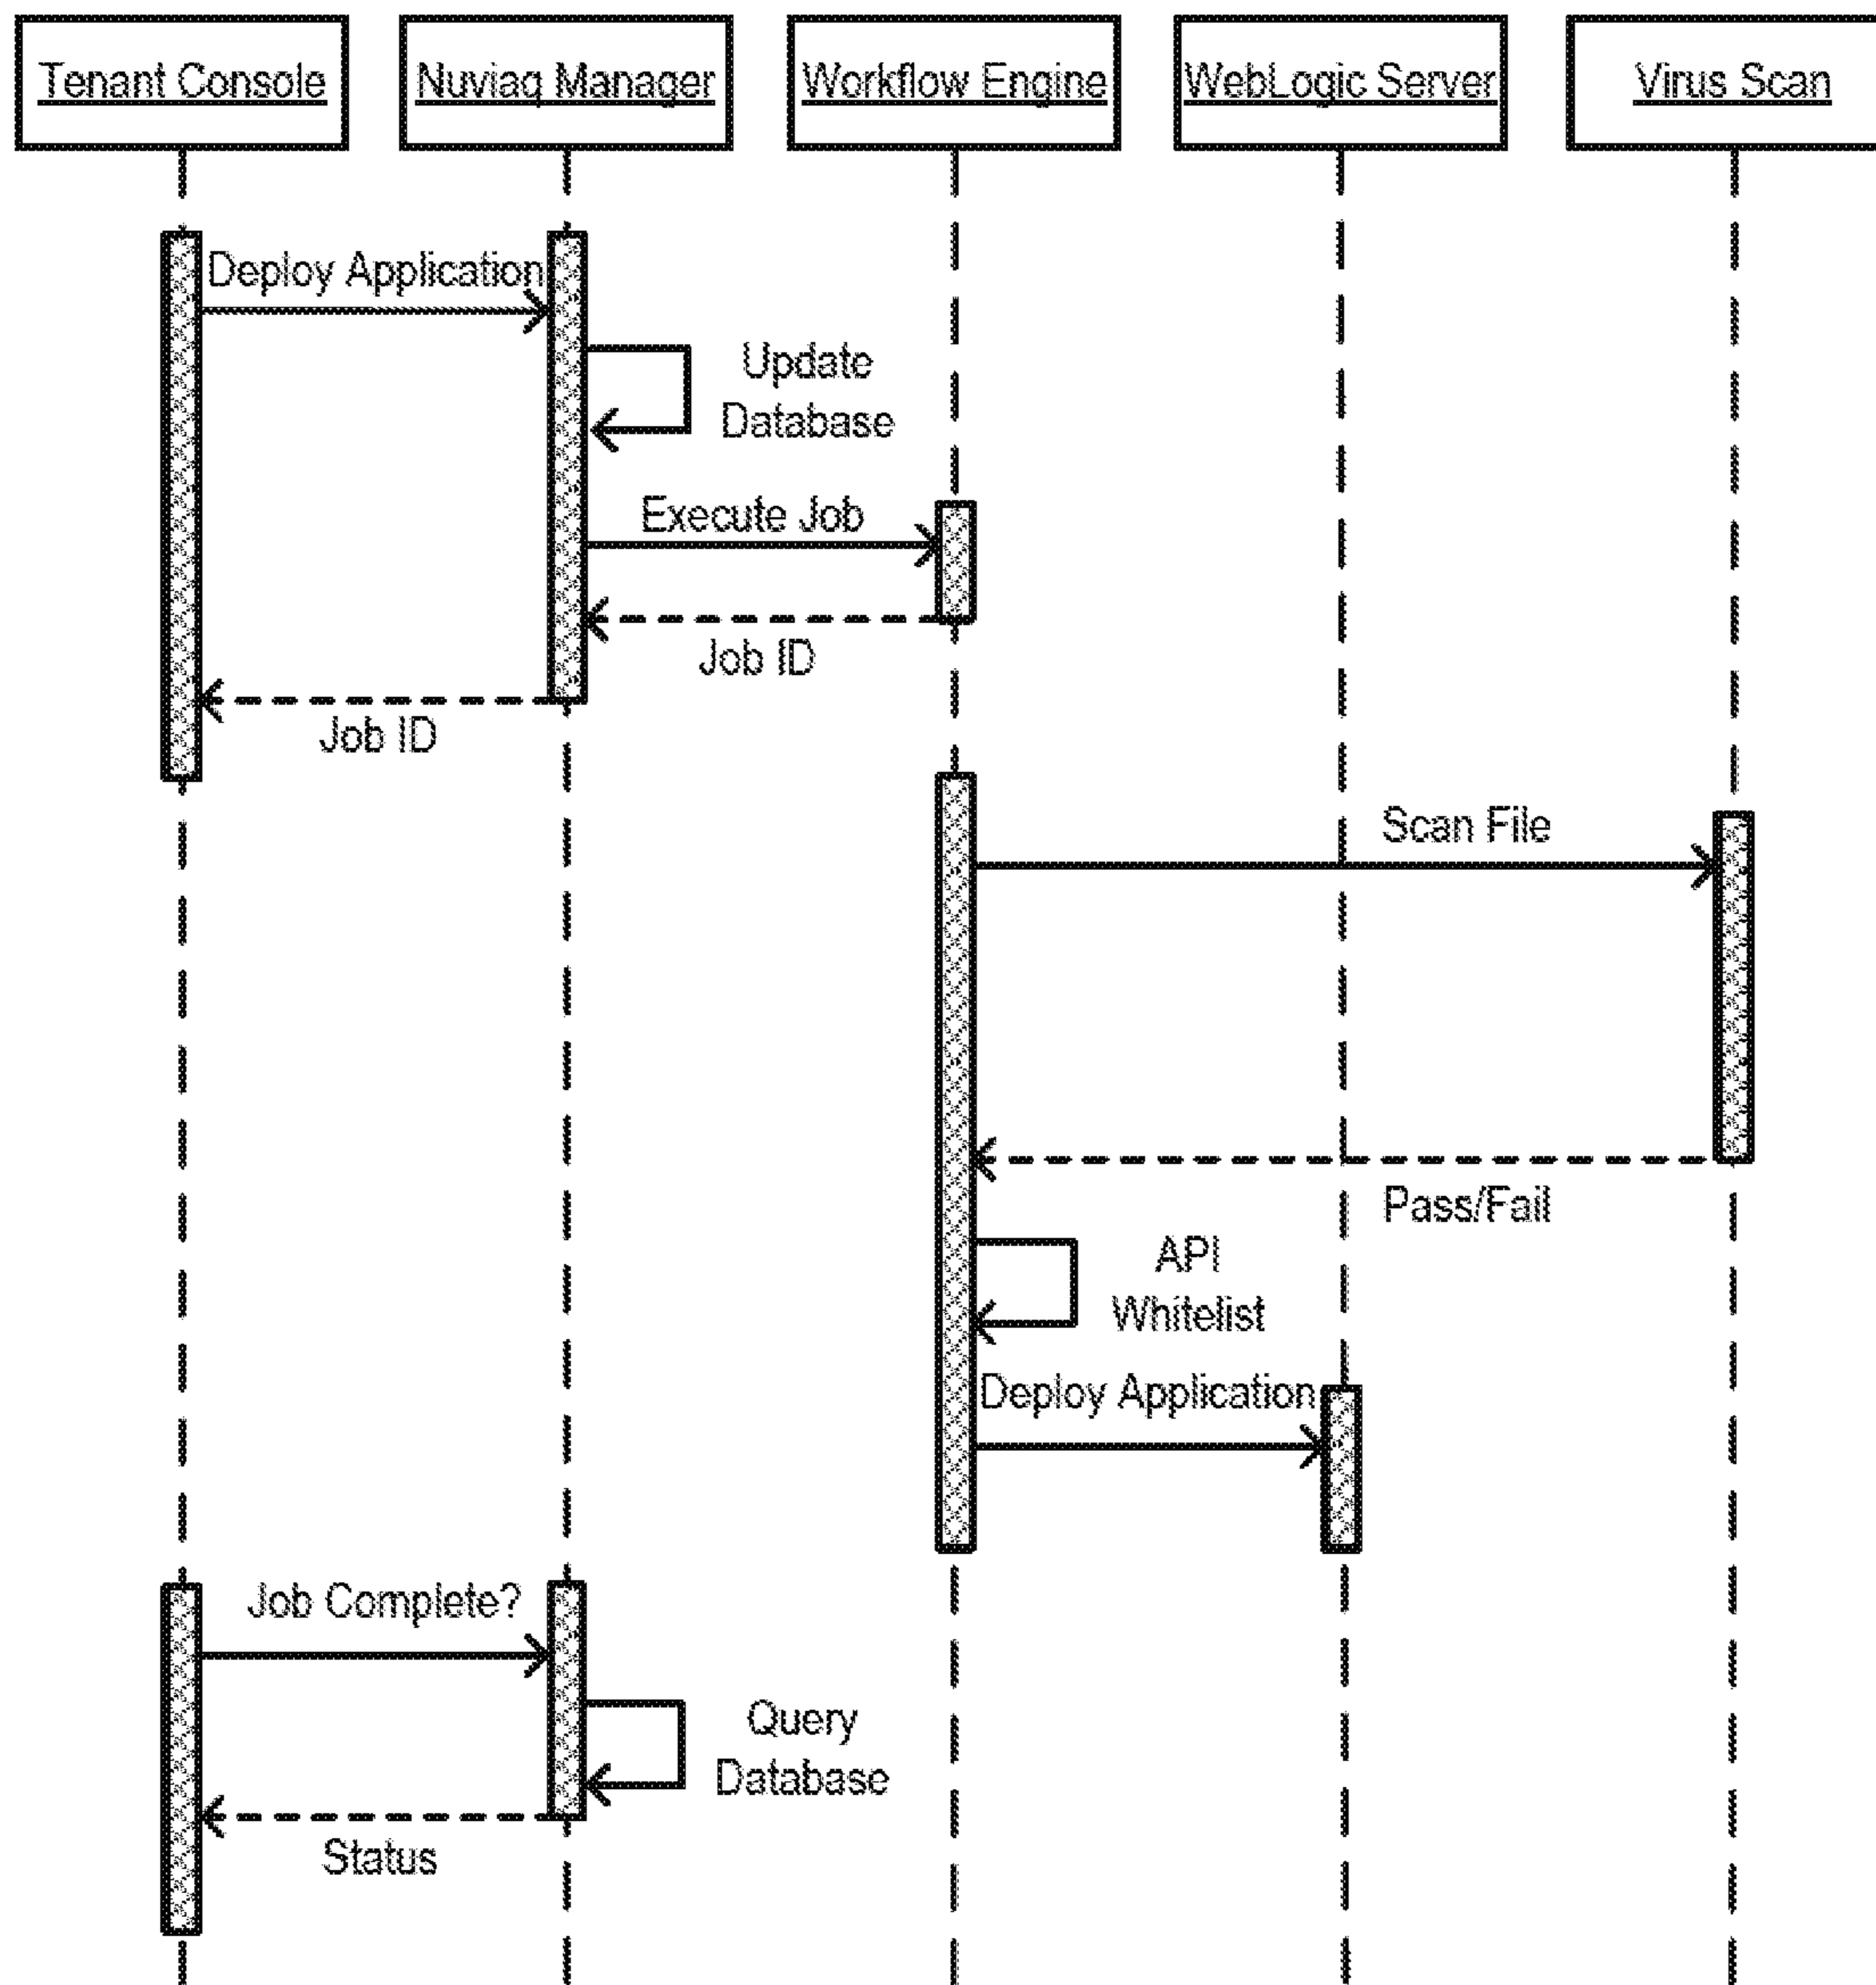 Tenant Console
Nuviaq Manager
Workflow Engine
WebLogic Server
Virus Scan
Deploy Application
Update
Database
Execute Job
Job ID
Job ID
Scan File
Pass/Fail
API
Whitelist
Deploy Application
Job Complete?
Query
Database
Status